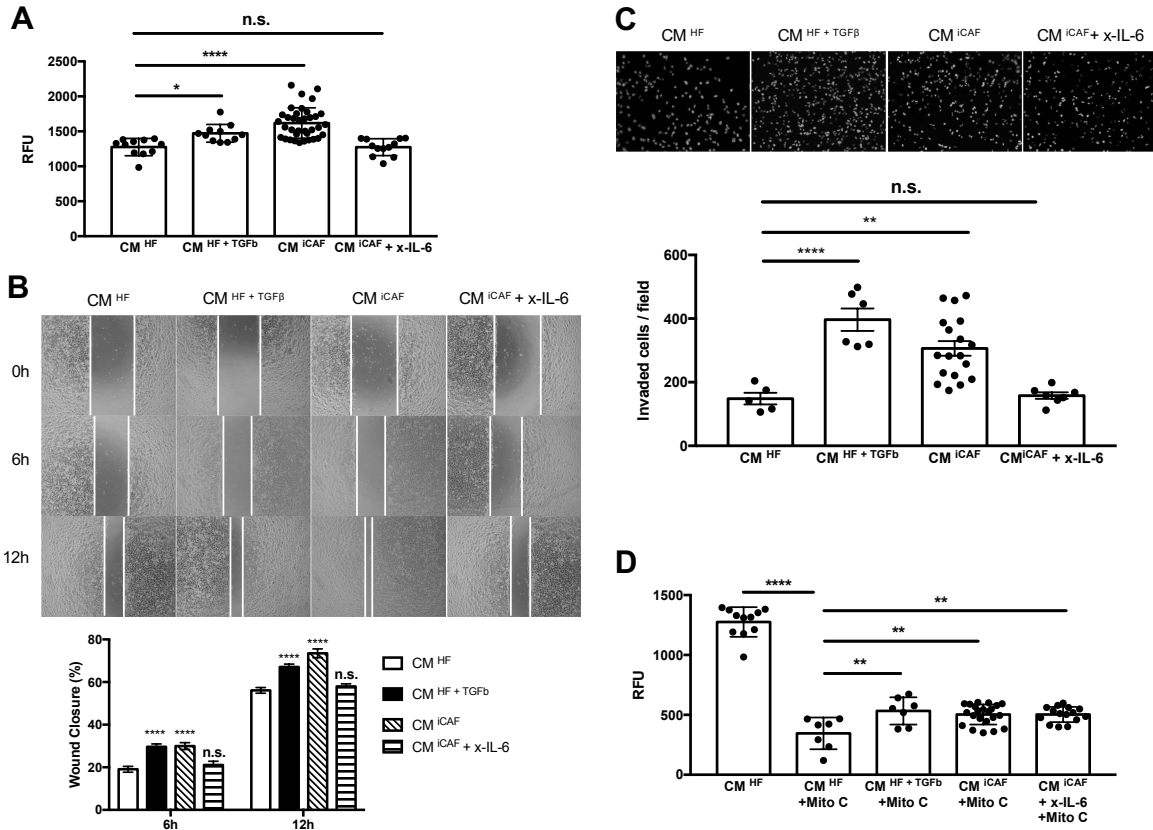 A
n.s.
****
*
2500
2000
1500
1000
500
0
RFU
CM HF
CM HF + TGFb
CM iCAF
CM iCAF + x-IL-6
B
CM HF
CM HF + TGFβ
CM iCAF
CM iCAF + x-IL-6
0h
6h
12h
80
60
40
20
0
Wound Closure (%)
**** ****
n.s.
****
****
n.s.
6h
12h
CM HF
CM HF + TGFb
CM iCAF
CM iCAF + x-IL-6
C
CM HF
CM HF + TGFβ
CM iCAF
CM iCAF + x-IL-6
n.s.
**
****
600
400
200
0
Invaded cells / field
CM HF
CM HF + TGFb
CM iCAF
CMiCAF + x-IL-6
D
****
**
**
**
1500
1000
500
0
RFU
CM HF
CM HF
+Mito C
CM HF + TGFb
+Mito C
CM iCAF
+Mito C
CM iCAF
+ x-IL-6
+Mito C